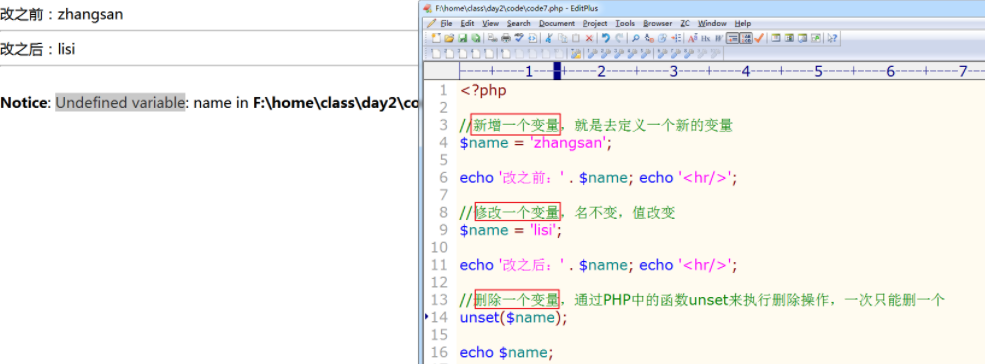 改之前：zhangsan
改之后：lisi
Notice: Undefined variable: name in F:\home\class\day2\co
F:\home\class\day2\code\code7.php - EditPlus
File Edit View Search Document Project Tools Browser ZC Window Help
----+----1----+----2----+----3----+----4----+----5----+----6----+----7--
1 <?php
2
3 //新增一个变量，就是去定义一个新的变量
4 $name = 'zhangsan';
5
6 echo '改之前：' . $name; echo '<hr/>';
7
8 //修改一个变量，名不变，值改变
9 $name = 'lisi';
10
11 echo '改之后：' . $name; echo '<hr/>';
12
13 //删除一个变量，通过PHP中的函数unset来执行删除操作，一次只能删一个
14 unset($name);
15
16 echo $name;